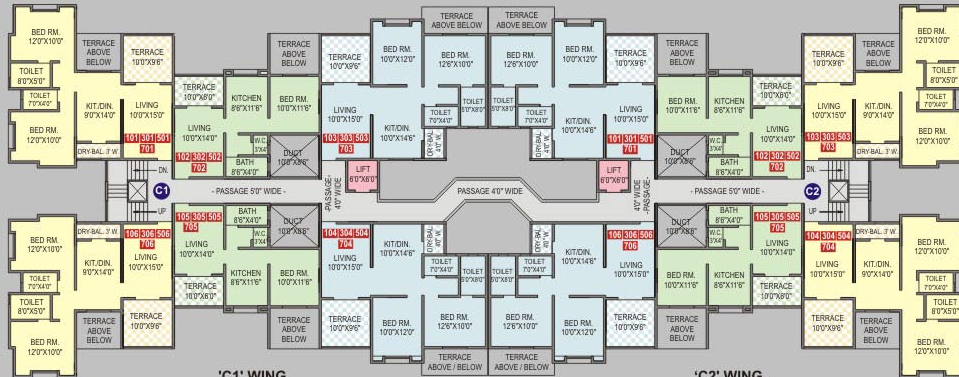 BED RM.
12'0"X10'0"
TOILET
8'0"X5'0"
TOILET
7'0"X4'0"
BED RM.
12'0"X10'0"
TERRACE
ABOVE
BELOW
TERRACE
10'0"X9'6"
KIT/DIN.
9'0"X14'0"
LIVING
10'0"X15'0"
101 301 501
701
DRY-BAL. 3' W.
TERRACE
10'0"X6'0"
LIVING
10'0"X14'0"
102 302 502
702
KITCHEN
8'6"X11'6"
W.C.
3'X4'
BATH
8'6"X4'0"
TERRACE
ABOVE
BELOW
BED RM.
10'0"X11'6"
DUCT
10'0"X8'6"
TERRACE
10'0"X9'6"
LIVING
10'0"X15'0"
103 303 503
703
BED RM.
10'0"X12'0"
KIT/DIN.
10'0"X14'6"
TERRACE
ABOVE BELOW
BED RM.
12'6"X10'0"
TOILET
7'0"X4'0"
TOILET
5'0"X8'0"
DRY-BAL.
4'0" W.
TERRACE
ABOVE BELOW
BED RM.
12'6"X10'0"
TOILET
5'0"X8'0"
TOILET
7'0"X4'0"
DRY-BAL.
4'0" W.
BED RM.
10'0"X12'0"
KIT/DIN.
10'0"X14'6"
TERRACE
10'0"X9'6"
LIVING
10'0"X15'0"
101 301 501
701
TERRACE
ABOVE
BELOW
BED RM.
10'0"X11'6"
DUCT
10'0"X8'6"
KITCHEN
8'6"X11'6"
W.C.
3'X4'
BATH
8'6"X4'0"
TERRACE
10'0"X6'0"
LIVING
10'0"X14'0"
102 302 502
702
TERRACE
10'0"X9'6"
LIVING
10'0"X15'0"
103 303 503
703
TERRACE
ABOVE
BELOW
KIT/DIN.
9'0"X14'0"
DRY-BAL. 3' W.
BED RM.
12'0"X10'0"
TOILET
8'0"X5'0"
TOILET
7'0"X4'0"
BED RM.
12'0"X10'0"
DN.
C1
UP
- PASSAGE 5'0" WIDE -
-PASSAGE-
4'0" WIDE
LIFT
6'0"X6'0"
PASSAGE 4'0" WIDE
LIFT
6'0"X6'0"
-PASSAGE-
4'0" WIDE
- PASSAGE 5'0" WIDE -
DN.
C2
UP
BED RM.
12'0"X10'0"
TOILET
7'0"X4'0"
TOILET
8'0"X5'0"
BED RM.
12'0"X10'0"
DRY-BAL. 3' W.
KIT/DIN.
9'0"X14'0"
TERRACE
ABOVE
BELOW
106 306 506
706
LIVING
10'0"X15'0"
TERRACE
10'0"X9'6"
105 305 505
705
LIVING
10'0"X14'0"
TERRACE
10'0"X6'0"
BATH
8'6"X4'0"
W.C.
3'X4'
KITCHEN
8'6"X11'6"
DUCT
10'0"X8'6"
BED RM.
10'0"X11'6"
TERRACE
ABOVE
BELOW
104 304 504
704
LIVING
10'0"X15'0"
TERRACE
10'0"X9'6"
KIT/DIN.
10'0"X14'6"
BED RM.
10'0"X12'0"
DRY-BAL.
4'0" W.
TOILET
7'0"X4'0"
TOILET
5'0"X8'0"
BED RM.
12'6"X10'0"
TERRACE
ABOVE / BELOW
TOILET
5'0"X8'0"
TOILET
7'0"X4'0"
DRY-BAL.
4'0" W.
BED RM.
12'6"X10'0"
TERRACE
ABOVE / BELOW
KIT/DIN.
10'0"X14'6"
BED RM.
10'0"X12'0"
106 306 506
706
LIVING
10'0"X15'0"
TERRACE
10'0"X9'6"
DUCT
10'0"X8'6"
BED RM.
10'0"X11'6"
TERRACE
ABOVE
BELOW
BATH
8'6"X4'0"
W.C.
3'X4'
KITCHEN
8'6"X11'6"
105 305 505
705
LIVING
10'0"X14'0"
TERRACE
10'0"X6'0"
104 304 504
704
LIVING
10'0"X15'0"
TERRACE
10'0"X9'6"
DRY-BAL. 3' W.
KIT/DIN.
9'0"X14'0"
TERRACE
ABOVE
BELOW
BED RM.
12'0"X10'0"
TOILET
7'0"X4'0"
TOILET
8'0"X5'0"
BED RM.
12'0"X10'0"
'C1' WING
'C2' WING